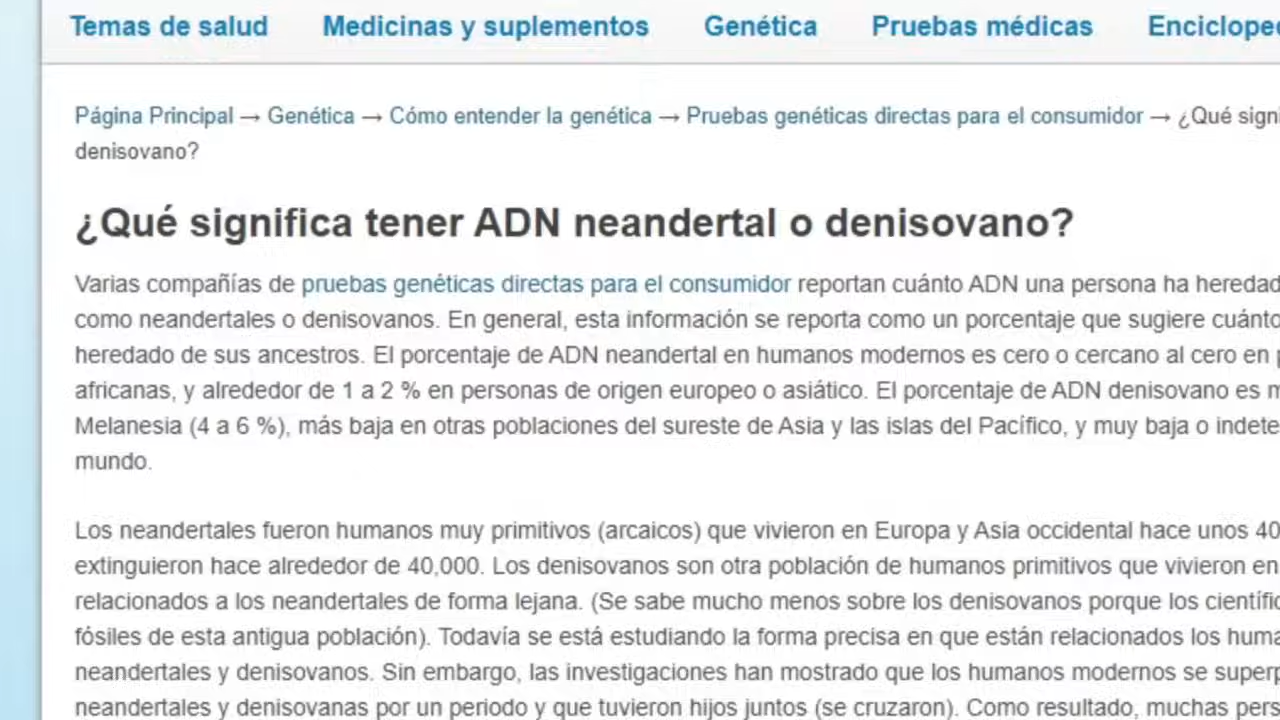 Temas de salud Medicinas y suplementos Genética Pruebas médicas
Página Principal → Genética → Cómo entender la genética → Pruebas genéticas directas para el consumidor → ¿Qué
denisovano?
¿Qué significa tener ADN neandertal o denisovano?
Varias compañías de pruebas genéticas directas para el consumidor reportan cuánto ADN una persona ha
como neandertales o denisovanos. En general, esta información se reporta como un porcentaje que sugiere cuánto
heredado de sus ancestros. El porcentaje de ADN neandertal en humanos modernos es cero o cercano al cero en
africanas, y alrededor de 1 a 2 % en personas de origen europeo o asiático. El porcentaje de ADN denisovano es
Melanesia (4 a 6 %), más baja en otras poblaciones del sureste de Asia y las islas del Pacífico, y muy baja o
mundo.
Los neandertales fueron humanos muy primitivos (arcaicos) que vivieron en Europa y Asia occidental hace unos
extinguieron hace alrededor de 40,000. Los denisovanos son otra población de humanos primitivos que vivieron en
relacionados a los neandertales de forma lejana. (Se sabe mucho menos sobre los denisovanos porque los
fósiles de esta antigua población). Todavía se está estudiando la forma precisa en que están relacionados los
neandertales y denisovanos. Sin embargo, las investigaciones han mostrado que los humanos modernos se
neandertales y denisovanas por un periodo y que tuvieron hijos juntos (se cruzaron). Como resultado, muchas